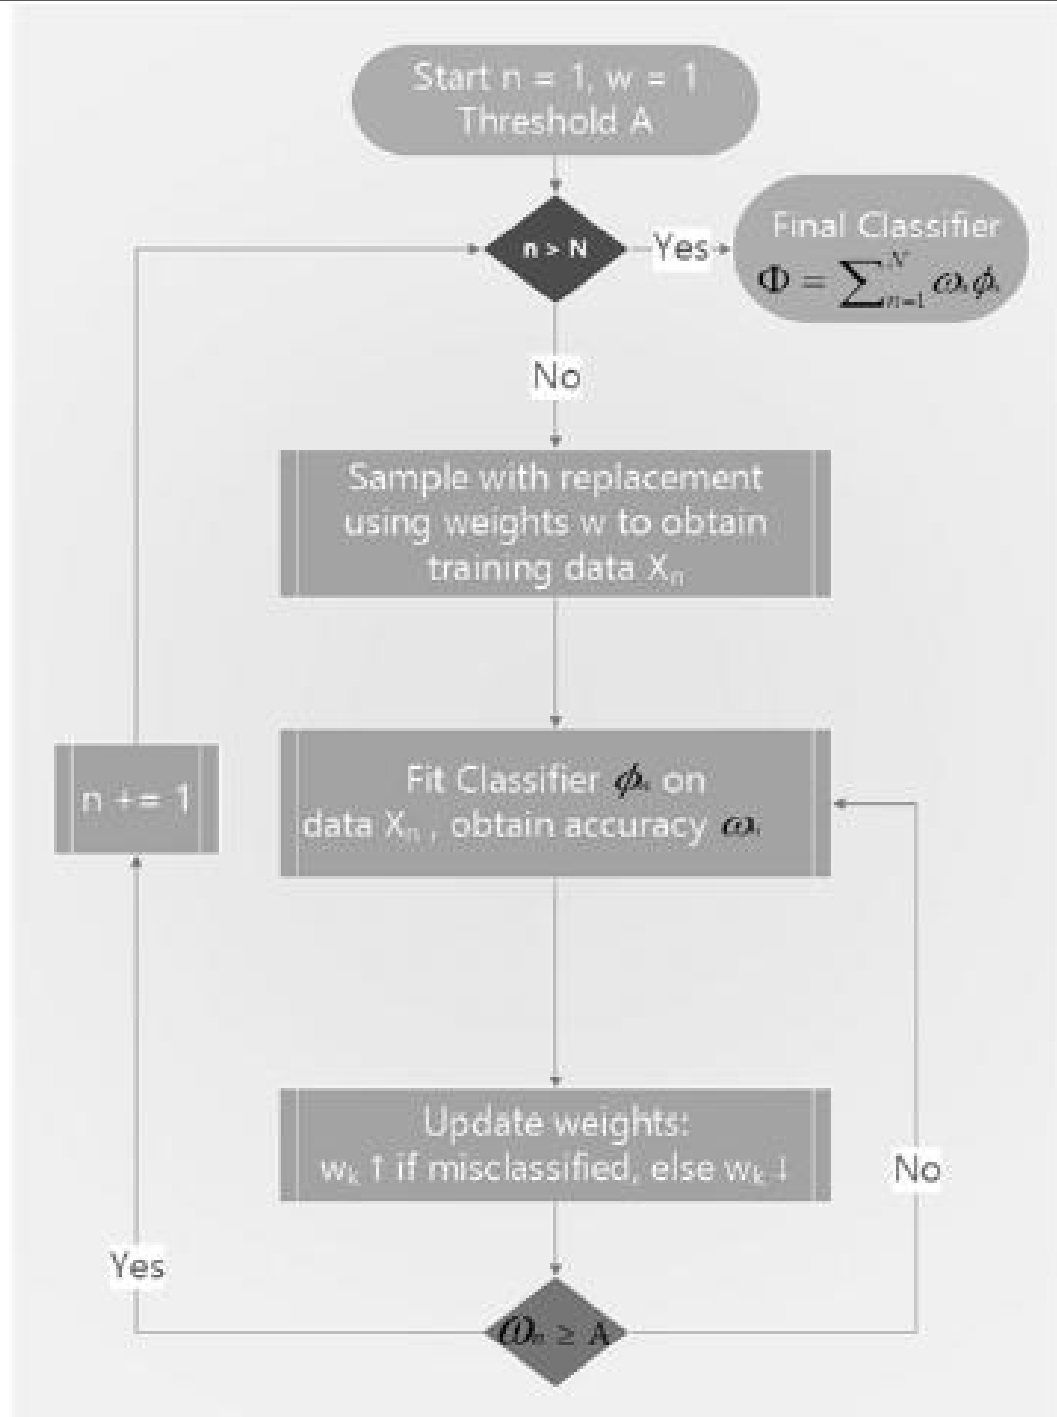 Start n = 1, w = 1
Threshold A
n > N
Yes
Final Classifier
Φ = ∑ₙ₌₁ᴺ ωₙϕₙ
No
Sample with replacement
using weights w to obtain
training data Xₙ
n += 1
Fit Classifier ϕₙ on
data Xₙ , obtain accuracy ωₙ
Update weights:
wₖ ↑ if misclassified, else wₖ ↓
No
Yes
ωₙ ≥ A